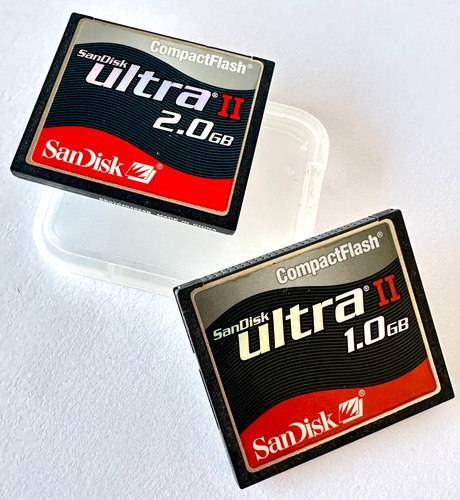 CompactFlash®
SanDisk
ultra® II
2.0GB
SanDisk®
CompactFlash®
SanDisk
ultra® II
1.0GB
SanDisk®